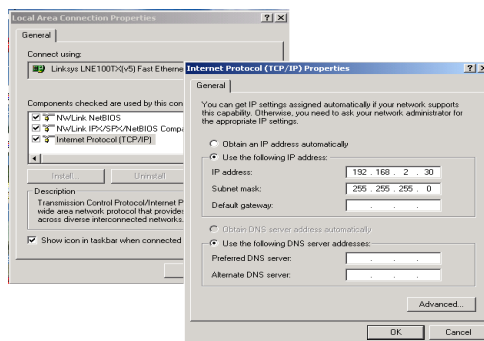 Local Area Connection Properties
General
Connect using:
Linksys LNE100TX(v5) Fast Etherne
Components checked are used by this con
NWLink NetBIOS
NWLink IPX/SPX/NetBIOS Compa
Internet Protocol (TCP/IP)
Install...
Uninstall
Description
Transmission Control Protocol/Internet P
wide area network protocol that provides
across diverse interconnected networks.
Show icon in taskbar when connected
Internet Protocol (TCP/IP) Properties
General
You can get IP settings assigned automatically if your network supports
this capability. Otherwise, you need to ask your network administrator for
the appropriate IP settings.
Obtain an IP address automatically
Use the following IP address:
IP address: 192 . 168 . 2 . 30
Subnet mask: 255 . 255 . 255 . 0
Default gateway: . . .
Obtain DNS server address automatically
Use the following DNS server addresses:
Preferred DNS server: . . .
Alternate DNS server: . . .
Advanced...
OK Cancel